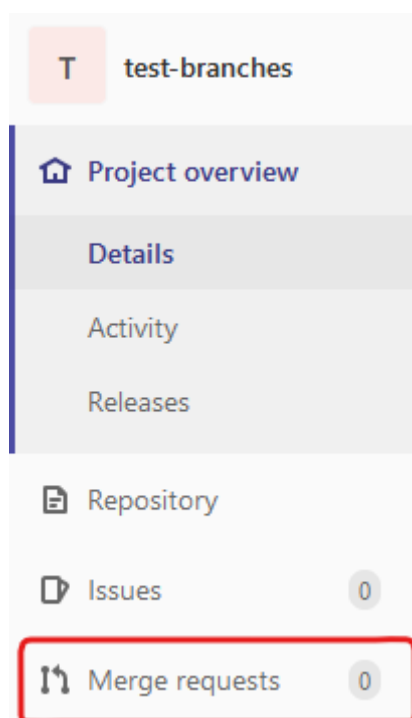 T test-branches
Project overview
Details
Activity
Releases
Repository
Issues 0
Merge requests 0